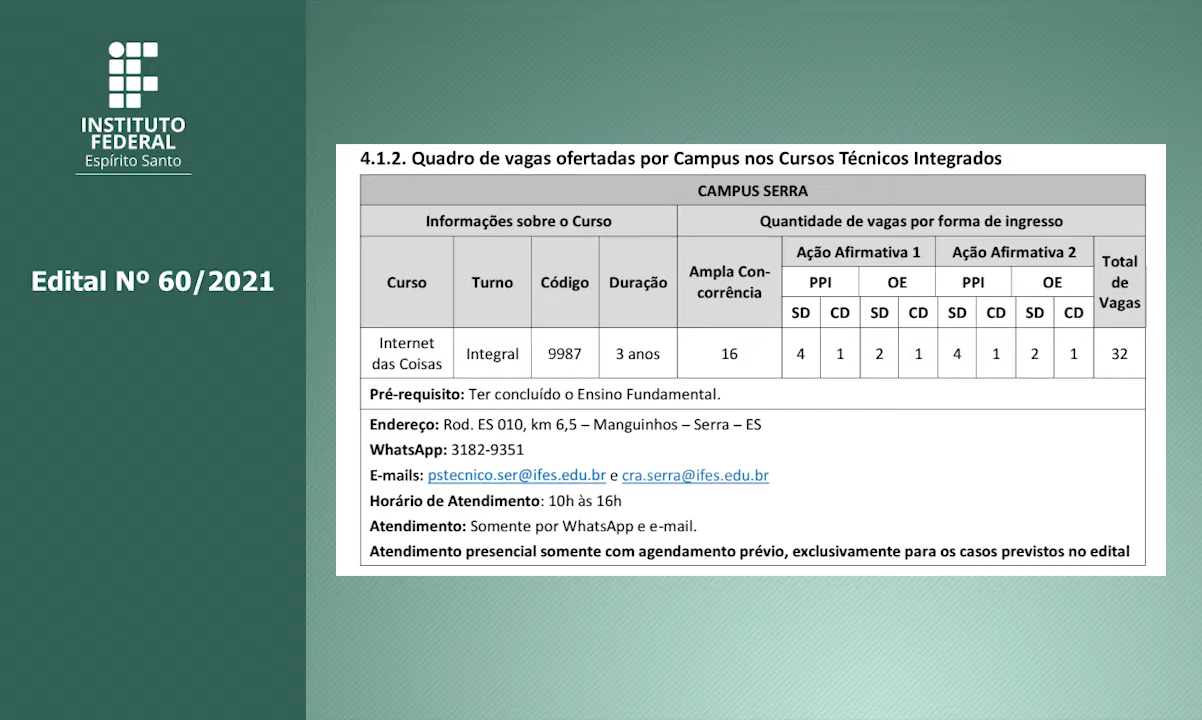 INSTITUTO
FEDERAL
Espírito Santo
Edital Nº 60/2021
4.1.2. Quadro de vagas ofertadas por Campus nos Cursos Técnicos Integrados
CAMPUS SERRA
Informações sobre o Curso Quantidade de vagas por forma de ingresso
Curso Turno Código Duração Ampla Con-
corrência Ação Afirmativa 1 Ação Afirmativa 2 Total
de
Vagas
PPI OE PPI OE
SD CD SD CD SD CD SD CD
Internet
das Coisas Integral 9987 3 anos 16 4 1 2 1 4 1 2 1 32
Pré-requisito: Ter concluído o Ensino Fundamental.
Endereço: Rod. ES 010, km 6,5 – Manguinhos – Serra – ES
WhatsApp: 3182-9351
E-mails: pstecnico.ser@ifes.edu.br e cra.serra@ifes.edu.br
Horário de Atendimento: 10h às 16h
Atendimento: Somente por WhatsApp e e-mail.
Atendimento presencial somente com agendamento prévio, exclusivamente para os casos previstos no edital